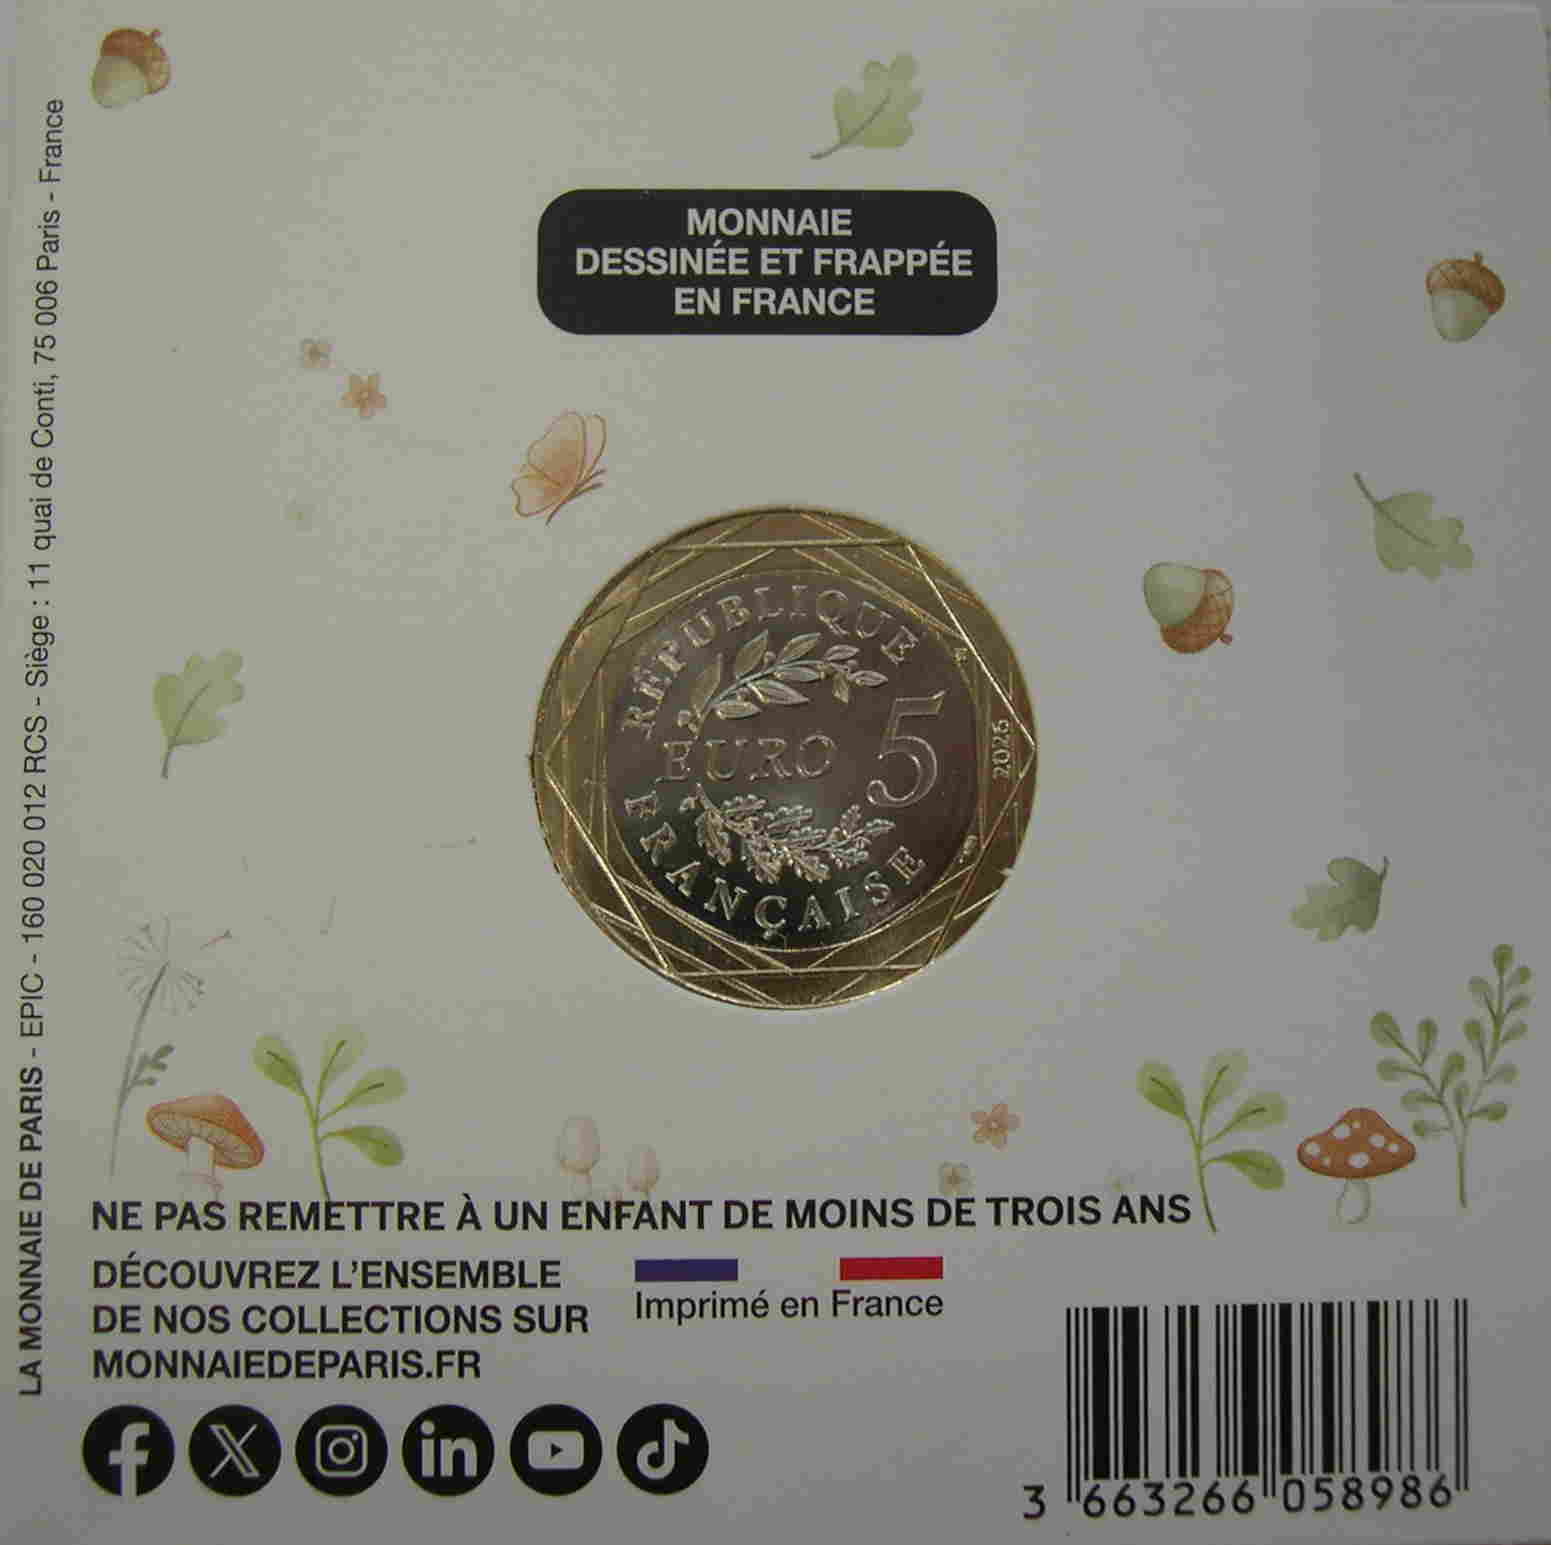 MONNAIE
DESSINÉE ET FRAPPÉE
EN FRANCE
LA MONNAIE DE PARIS - EPIC - 160 020 012 RCS - Siège : 11 quai de Conti, 75 006 Paris - France
RÉPUBLIQUE
EURO 5
2026
FRANÇAISE
NE PAS REMETTRE À UN ENFANT DE MOINS DE TROIS ANS
DÉCOUVREZ L'ENSEMBLE
DE NOS COLLECTIONS SUR
MONNAIEDEPARIS.FR
Imprimé en France
3 663266 058986